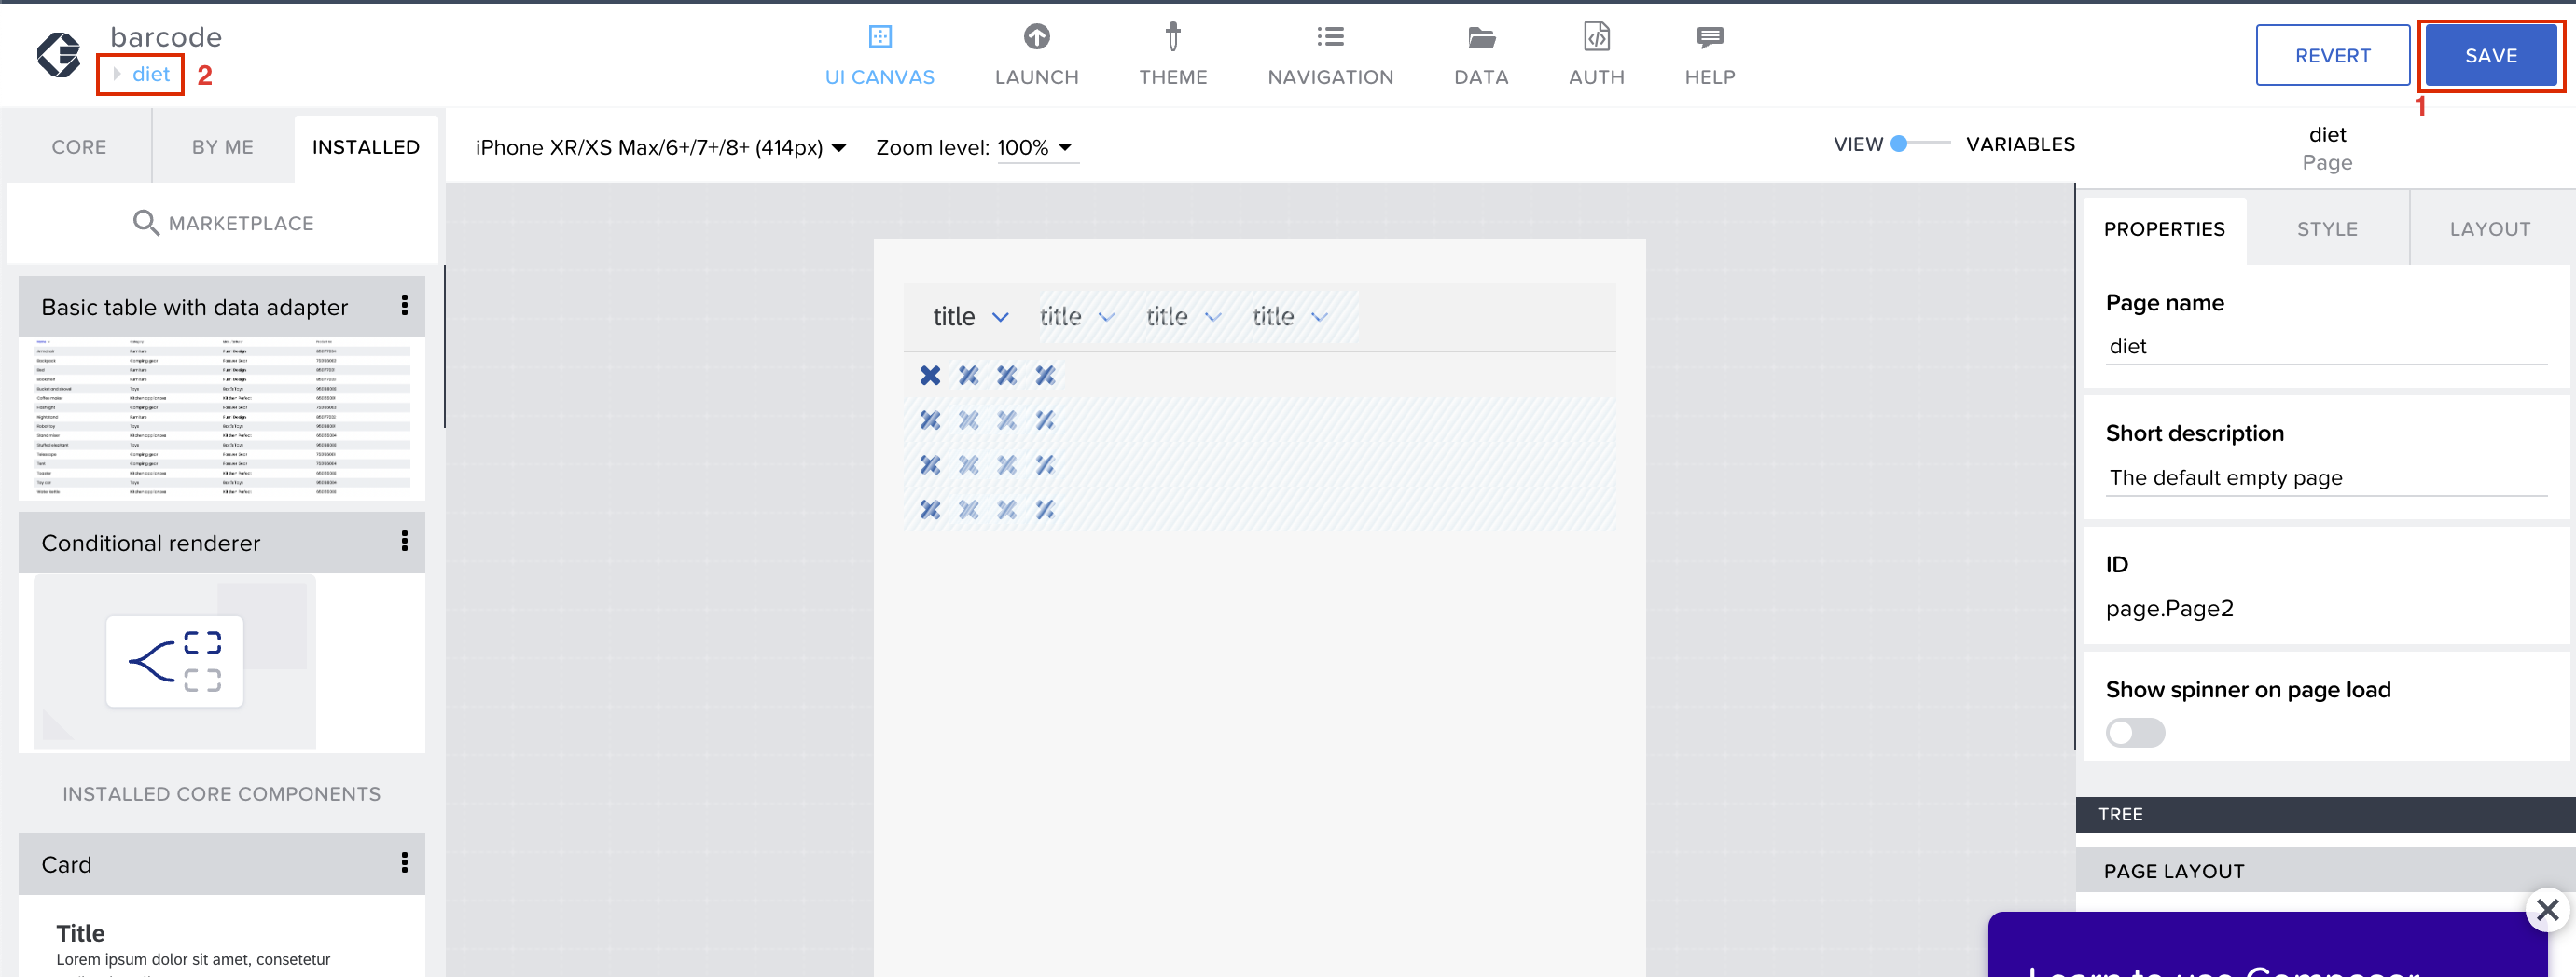 barcode
diet 2
UI CANVAS LAUNCH THEME NAVIGATION DATA AUTH HELP
REVERT SAVE
1
CORE BY ME INSTALLED
iPhone XR/XS Max/6+/7+/8+ (414px) Zoom level: 100%
VIEW VARIABLES
diet
Page
MARKETPLACE
PROPERTIES STYLE LAYOUT
Basic table with data adapter
title title title title
Page name
diet
Short description
The default empty page
Conditional renderer
ID
page.Page2
Show spinner on page load
INSTALLED CORE COMPONENTS
TREE
Card
PAGE LAYOUT
Title
Lorem ipsum dolor sit amet, consetetur
Learn to use Composer